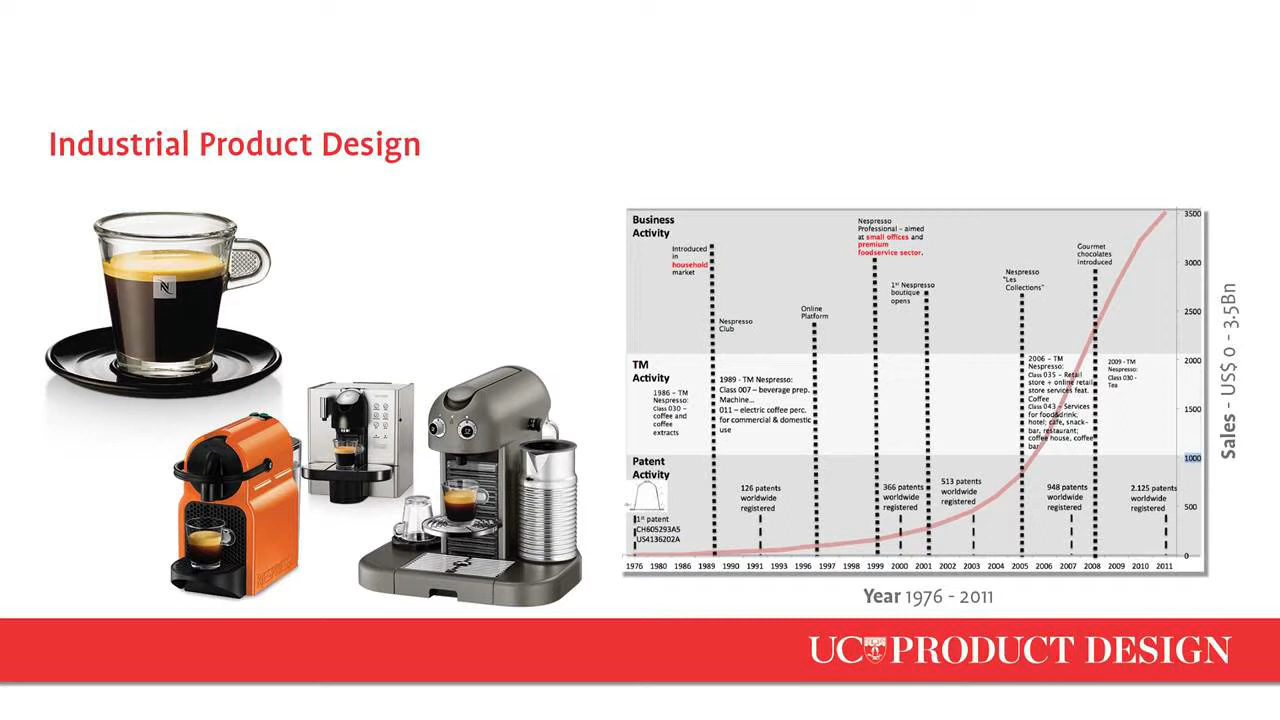 Industrial Product Design
N
Business
Activity
Introduced
in
household
market
Nespresso
Club
Online
Platform
Nespresso
Professional – aimed
at small offices and
premium
foodservice sector.
1st Nespresso
boutique
opens
Nespresso
"Les
Collections"
Gourmet
chocolates
introduced
TM
Activity
1986 – TM
Nespresso:
Class 030 –
coffee and
coffee
extracts
1989 - TM Nespresso:
Class 007 – beverage prep.
Machine...
011 – electric coffee perc.
for commercial & domestic
use
2006 – TM
Nespresso:
Class 035 – Retail
store + online retail
store services feat.
Coffee
Class 043 – Services
for food&drink;
hotel; cafe, snack-
bar, restaurant;
coffee house, coffee
bar
2009 - TM
Nespresso:
Class 030 -
Tea
Patent
Activity
1st patent
CH605293A5
US4136202A
126 patents
worldwide
registered
366 patents
worldwide
registered
513 patents
worldwide
registered
948 patents
worldwide
registered
2.125 patents
worldwide
registered
3500
3000
2500
2000
1500
1000
500
0
1976 1980 1986 1989 1990 1991 1993 1996 1997 1998 1999 2000 2001 2002 2003 2004 2005 2006 2007 2008 2009 2010 2011
Sales - US$ 0 - 3.5Bn
Year 1976 - 2011
UC PRODUCT DESIGN